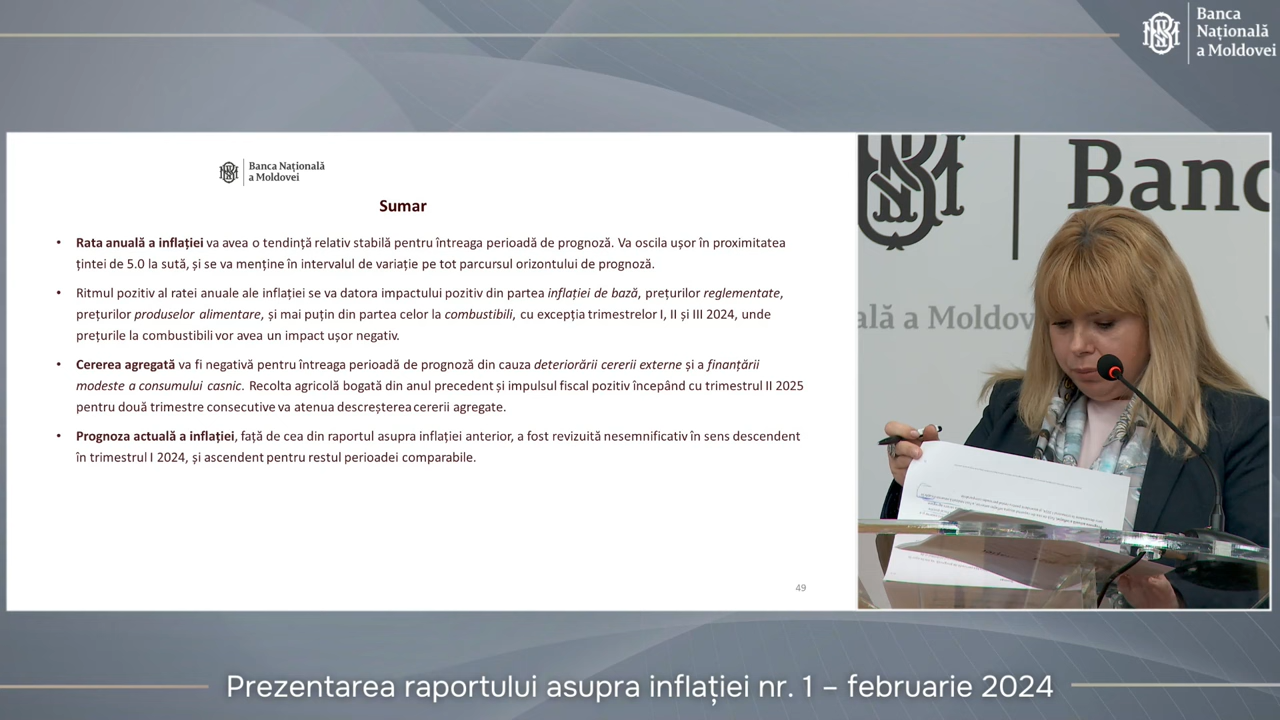 Banca
Națională
a Moldovei
Banca Națională
a Moldovei
Sumar
• Rata anuală a inflației va avea o tendință relativ stabilă pentru întreaga perioadă de prognoză. Va oscila ușor în proximitatea
țintei de 5.0 la sută, și se va menține în intervalul de variație pe tot parcursul orizontului de prognoză.
• Ritmul pozitiv al ratei anuale ale inflației se va datora impactului pozitiv din partea inflației de bază, prețurilor reglementate,
prețurilor produselor alimentare, și mai puțin din partea celor la combustibili, cu excepția trimestrelor I, II și III 2024, unde
prețurile la combustibili vor avea un impact ușor negativ.
• Cererea agregată va fi negativă pentru întreaga perioadă de prognoză din cauza deteriorării cererii externe și a finanțării
modeste a consumului casnic. Recolta agricolă bogată din anul precedent și impulsul fiscal pozitiv începând cu trimestrul II 2025
pentru două trimestre consecutive va atenua descreșterea cererii agregate.
• Prognoza actuală a inflației, față de cea din raportul asupra inflației anterior, a fost revizuită nesemnificativ în sens descendent
în trimestrul I 2024, și ascendent pentru restul perioadei comparabile.
49
Banc
ală a Moldov
Prezentarea raportului asupra inflației nr. 1 – februarie 2024